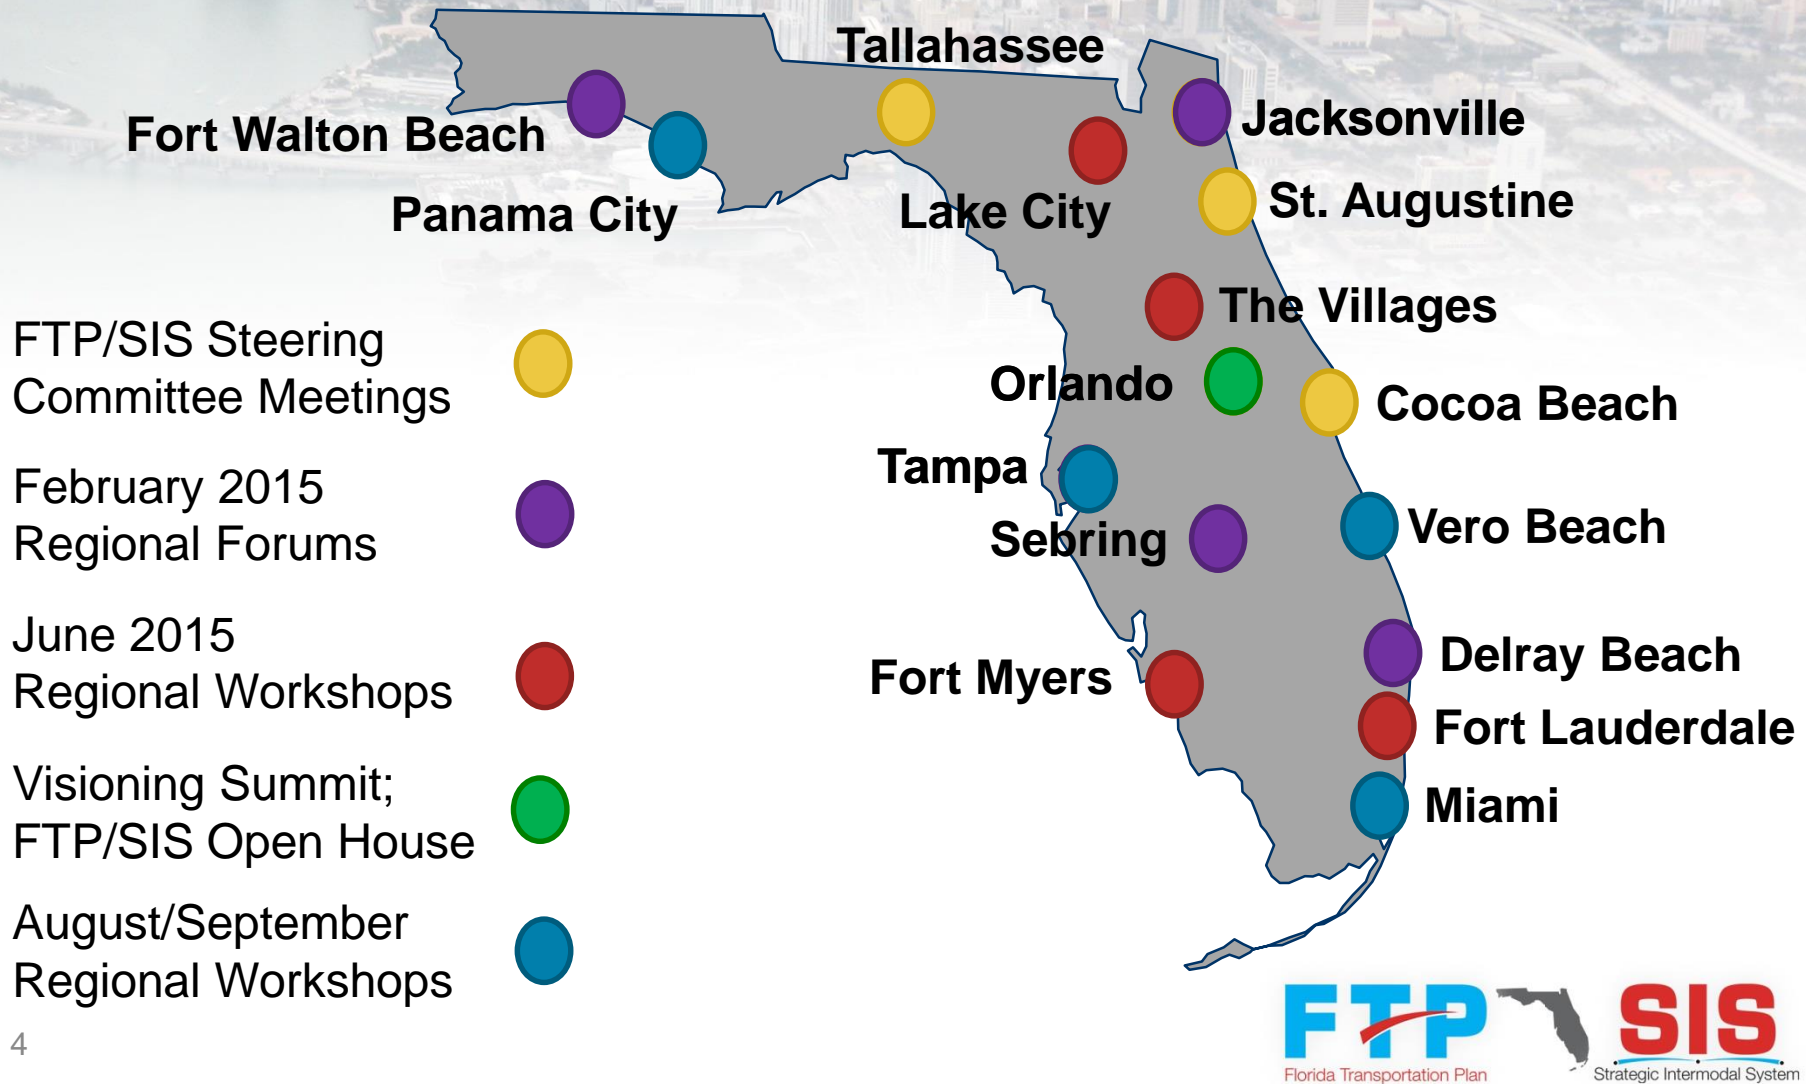 Tallahassee
Jacksonville
Fort Walton Beach
Panama City
Lake City
St. Augustine
The Villages
FTP/SIS Steering
Committee Meetings
Orlando
Cocoa Beach
Tampa
February 2015
Regional Forums
Sebring
Vero Beach
June 2015
Regional Workshops
Fort Myers
Delray Beach
Fort Lauderdale
Visioning Summit;
FTP/SIS Open House
Miami
August/September
Regional Workshops
4
FTP
Florida Transportation Plan
SIS
Strategic Intermodal System